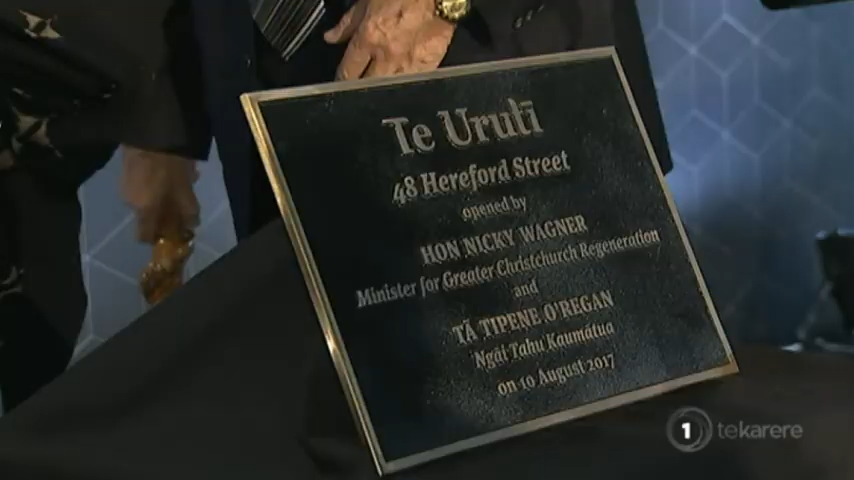 Te Urutī
48 Hereford Street
opened by
HON NICKY WAGNER
Minister for Greater Christchurch Regeneration
and
TĀ TIPENE O'REGAN
Ngāi Tahu Kaumātua
on 10 August 2017
1 tekarere